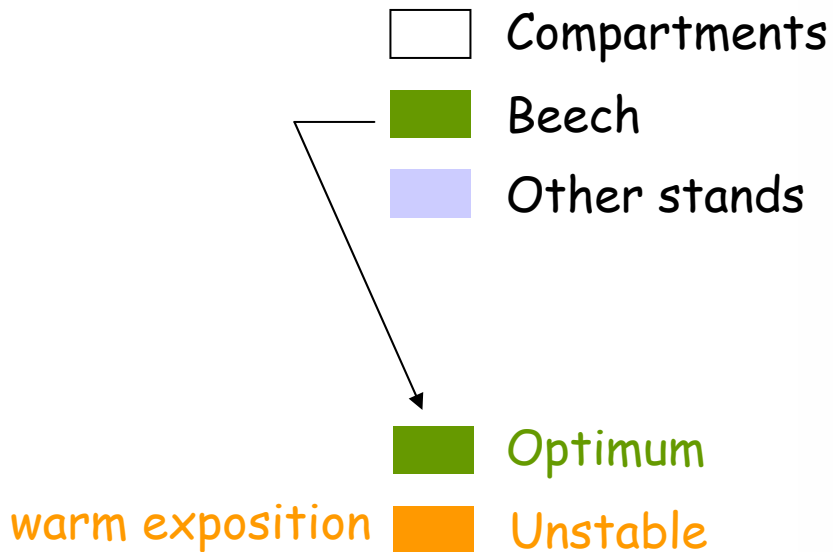 Compartments
Beech
Other stands
Optimum
warm exposition Unstable